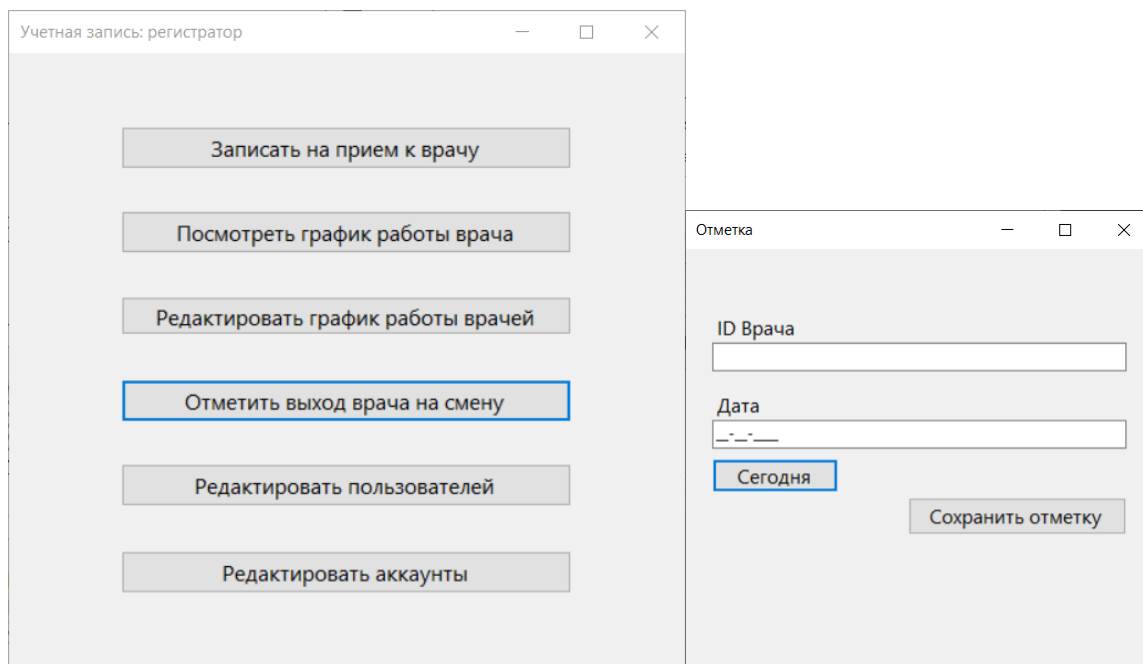 Учетная запись: регистратор
Записать на прием к врачу
Посмотреть график работы врача
Редактировать график работы врачей
Отметить выход врача на смену
Редактировать пользователей
Редактировать аккаунты
Отметка
ID Врача
Дата
__-__-____
Сегодня
Сохранить отметку